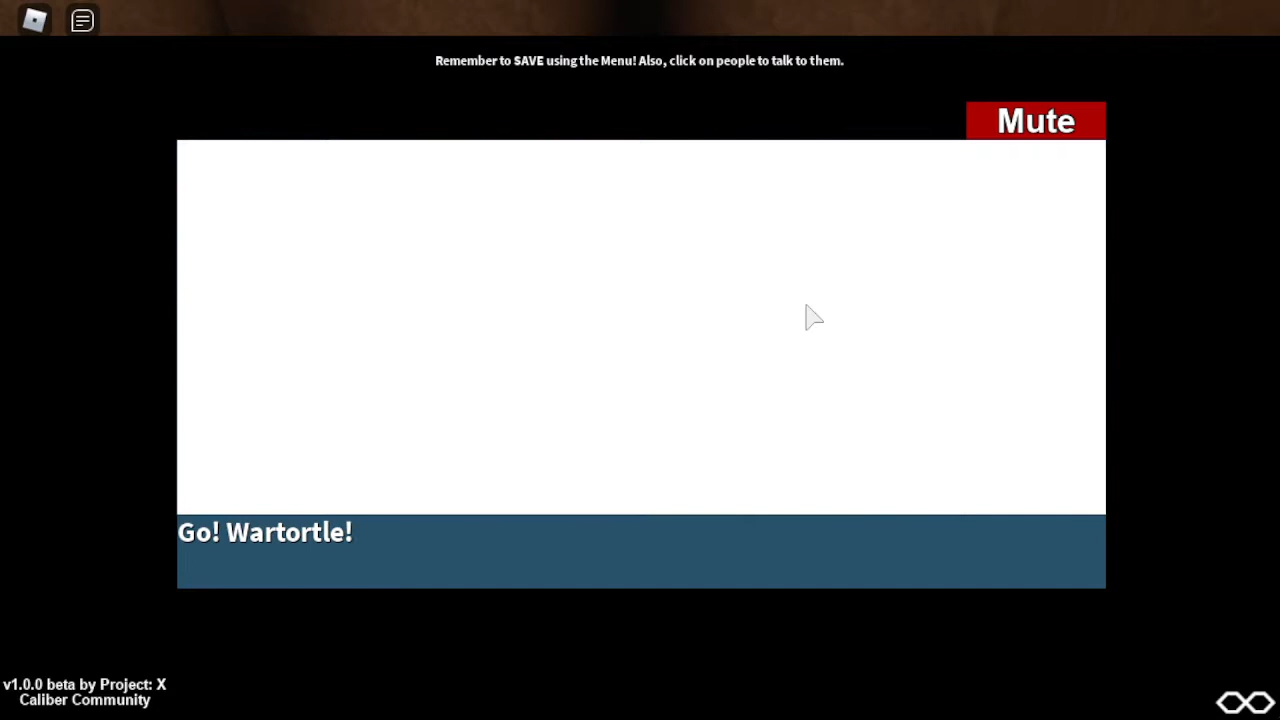 Remember to SAVE using the Menu! Also, click on people to talk to them.
Mute
Go! Wartortle!
v1.0.0 beta by Project: X
Caliber Community